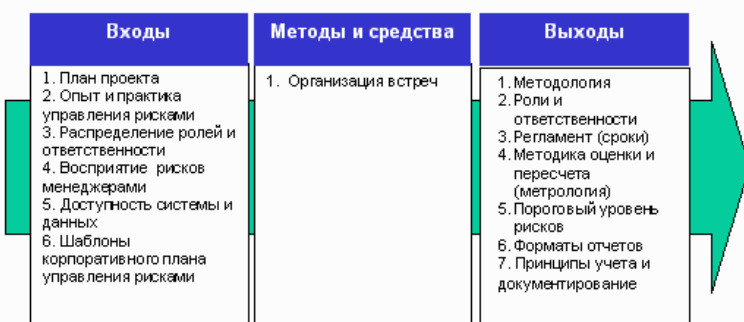 Входы
1. План проекта
2. Опыт и практика
управления рисками
3. Распределение ролей и
ответственности
4. Восприятие рисков
менеджерами
5. Доступность системы и
данных
6. Шаблоны
корпоративного плана
управления рисками
Методы и средства
1. Организация встреч
Выходы
1. Методология
2. Роли и
ответственности
3. Регламент (сроки)
4. Методика оценки и
пересчета
(метрология)
5. Пороговый уровень
рисков
6. Форматы отчетов
7. Принципы учета и
документирование